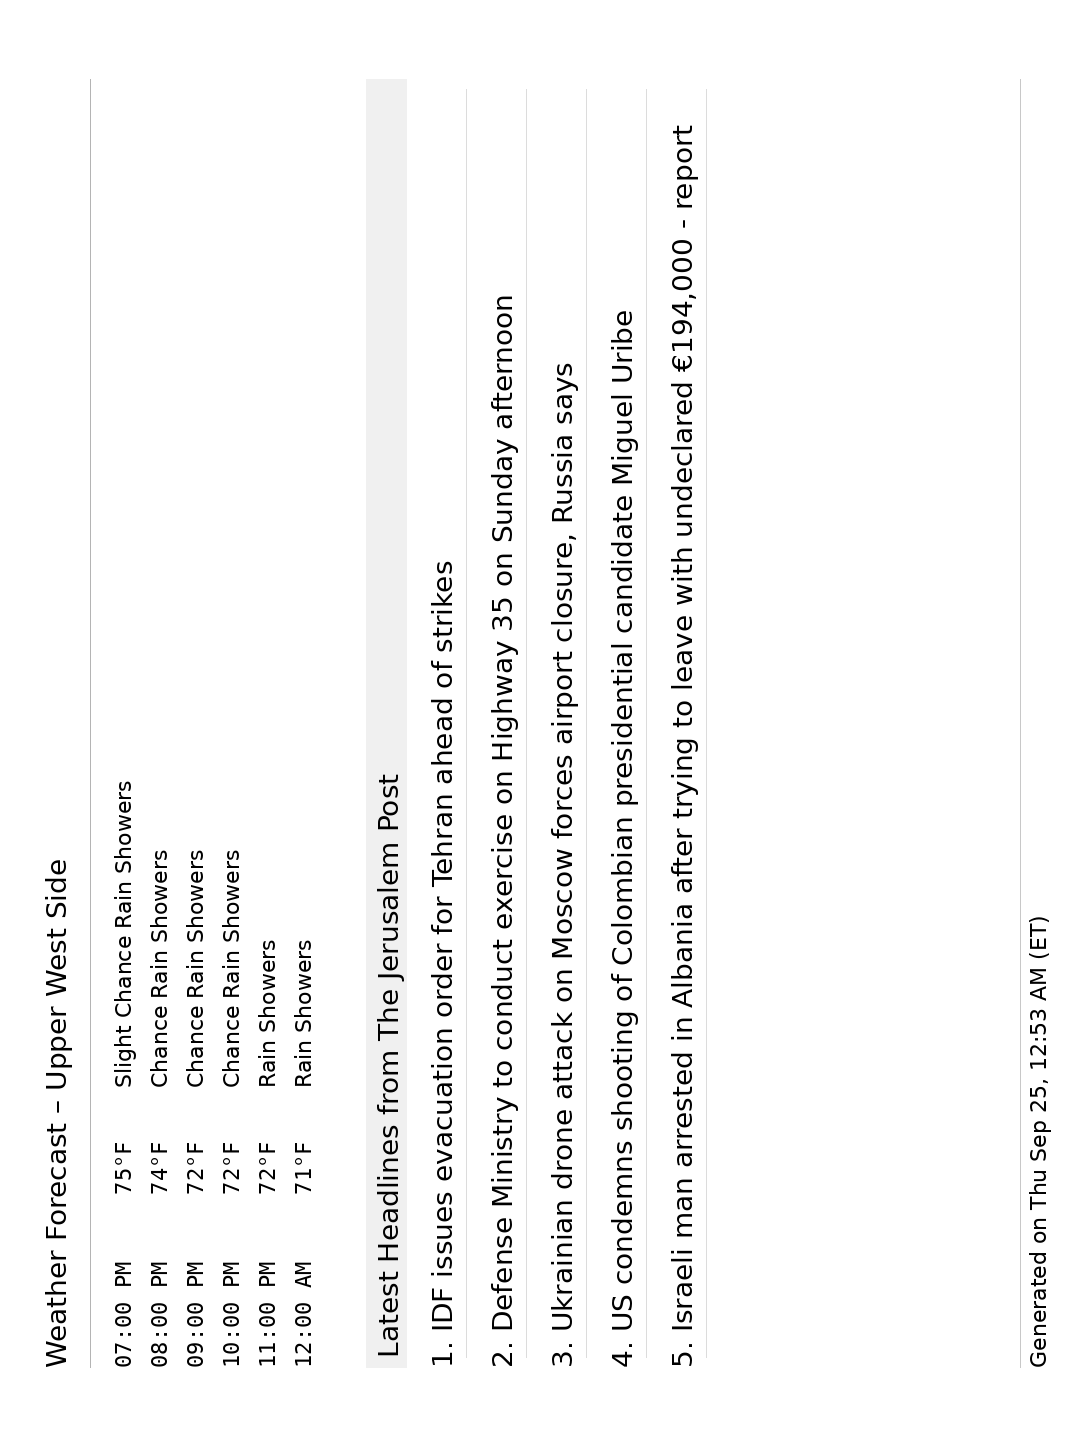 Weather Forecast – Upper West Side
07:00 PM 75°F Slight Chance Rain Showers
08:00 PM 74°F Chance Rain Showers
09:00 PM 72°F Chance Rain Showers
10:00 PM 72°F Chance Rain Showers
11:00 PM 72°F Rain Showers
12:00 AM 71°F Rain Showers
Latest Headlines from The Jerusalem Post
1. IDF issues evacuation order for Tehran ahead of strikes
2. Defense Ministry to conduct exercise on Highway 35 on Sunday afternoon
3. Ukrainian drone attack on Moscow forces airport closure, Russia says
4. US condemns shooting of Colombian presidential candidate Miguel Uribe
5. Israeli man arrested in Albania after trying to leave with undeclared €194,000 - report
Generated on Thu Sep 25, 12:53 AM (ET)